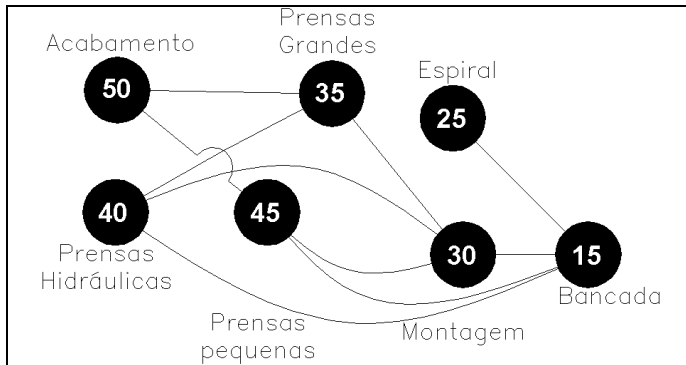 Acabamento
50
Prensas
Grandes
35
Espiral
25
40
Prensas
Hidráulicas
45
Prensas
pequenas
30
Montagem
15
Bancada